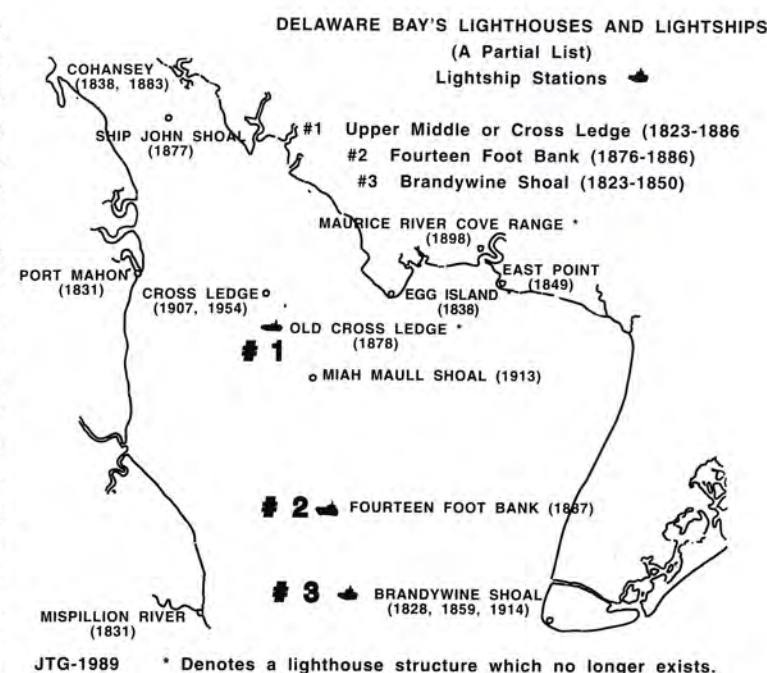 DELAWARE BAY'S LIGHTHOUSES AND LIGHTSHIPS
(A Partial List)
Lightship Stations
COHANSEY
(1838, 1883)
SHIP JOHN SHOAL
(1877)
#1 Upper Middle or Cross Ledge (1823-1886
#2 Fourteen Foot Bank (1876-1886)
#3 Brandywine Shoal (1823-1850)
MAURICE RIVER COVE RANGE *
(1898)
PORT MAHON
(1831)
CROSS LEDGE
(1907, 1954)
EGG ISLAND
(1838)
EAST POINT
(1849)
OLD CROSS LEDGE *
(1878)
# 1
MIAH MAULL SHOAL (1913)
# 2 FOURTEEN FOOT BANK (1887)
# 3 BRANDYWINE SHOAL
(1828, 1859, 1914)
MISPILLION RIVER
(1831)
JTG-1989 * Denotes a lighthouse structure which no longer exists.